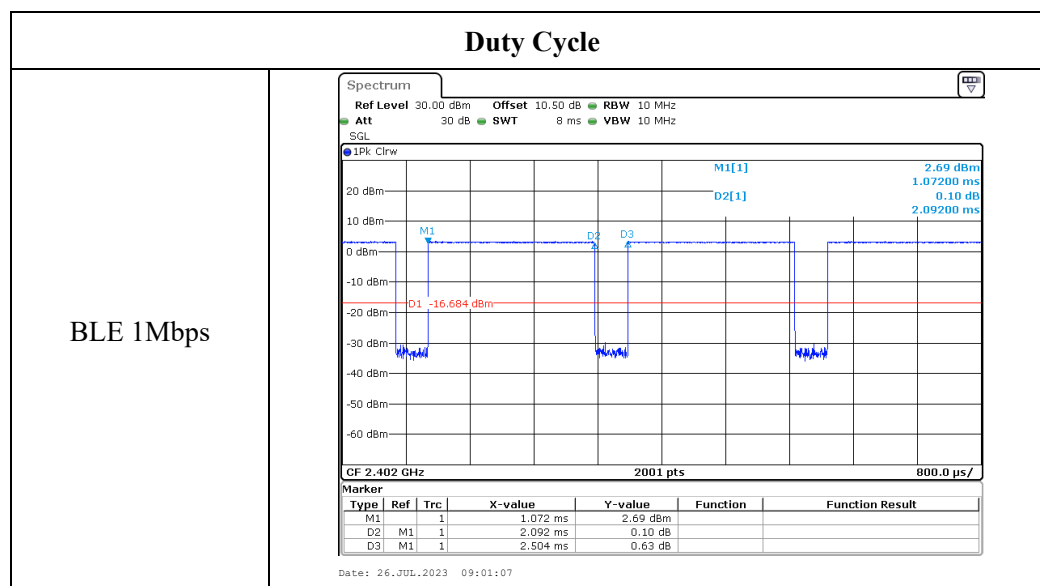 Duty Cycle
BLE 1Mbps
Spectrum
Ref Level 30.00 dBm Offset 10.50 dB RBW 10 MHz
Att 30 dB SWT 8 ms VBW 10 MHz
SGL
1Pk Clrw
M1[1] 2.69 dBm
1.07200 ms
20 dBm
D2[1] 0.10 dB
2.09200 ms
10 dBm
M1 D2 D3
0 dBm
-10 dBm
D1 -16.684 dBm
-20 dBm
-30 dBm
-40 dBm
-50 dBm
-60 dBm
CF 2.402 GHz 2001 pts 800.0 µs/
Marker
Type Ref Trc X-value Y-value Function Function Result
M1 1 1.072 ms 2.69 dBm
D2 M1 1 2.092 ms 0.10 dB
D3 M1 1 2.504 ms 0.63 dB
Date: 26.JUL.2023 09:01:07